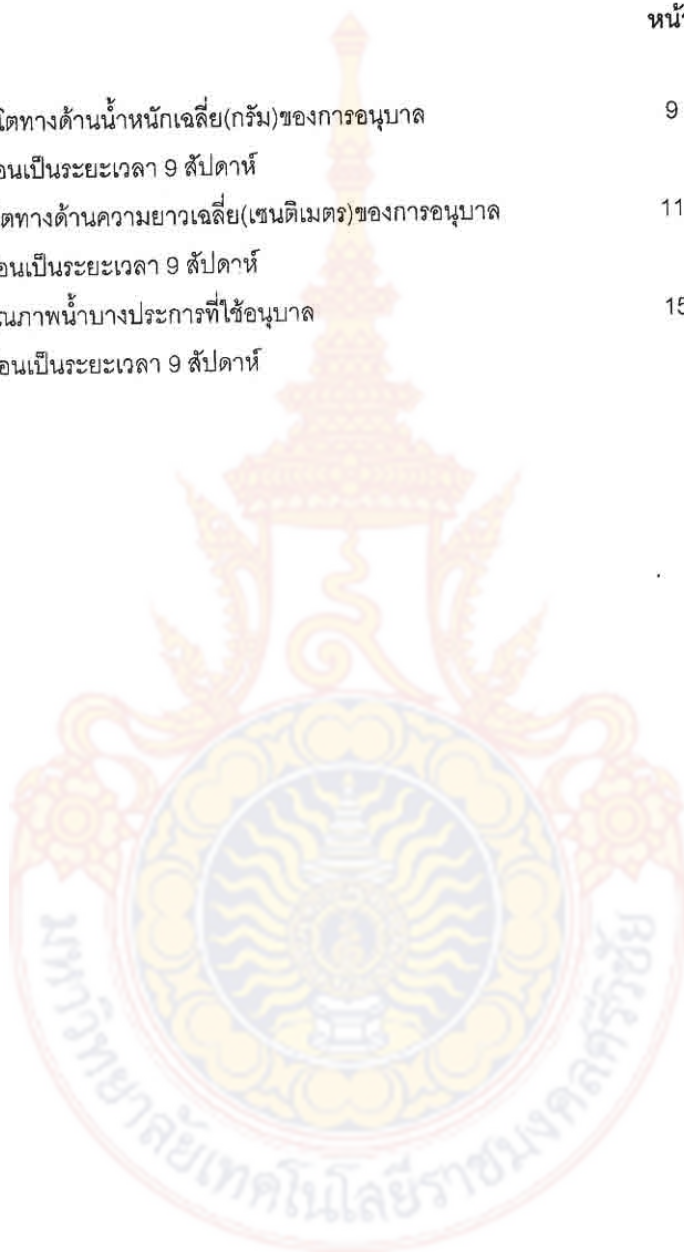 หน้า
โตทางด้านน้ำหนักเฉลี่ย(กรัม)ของการอนุบาล 9
อนเป็นระยะเวลา 9 สัปดาห์
ตทางด้านความยาวเฉลี่ย(เซนติเมตร)ของการอนุบาล 11
อนเป็นระยะเวลา 9 สัปดาห์
ณภาพน้ำบางประการที่ใช้อนุบาล 15
อนเป็นระยะเวลา 9 สัปดาห์
มหาวิทยาลัยเทคโนโลยีราชมงคลศรีวิชัย